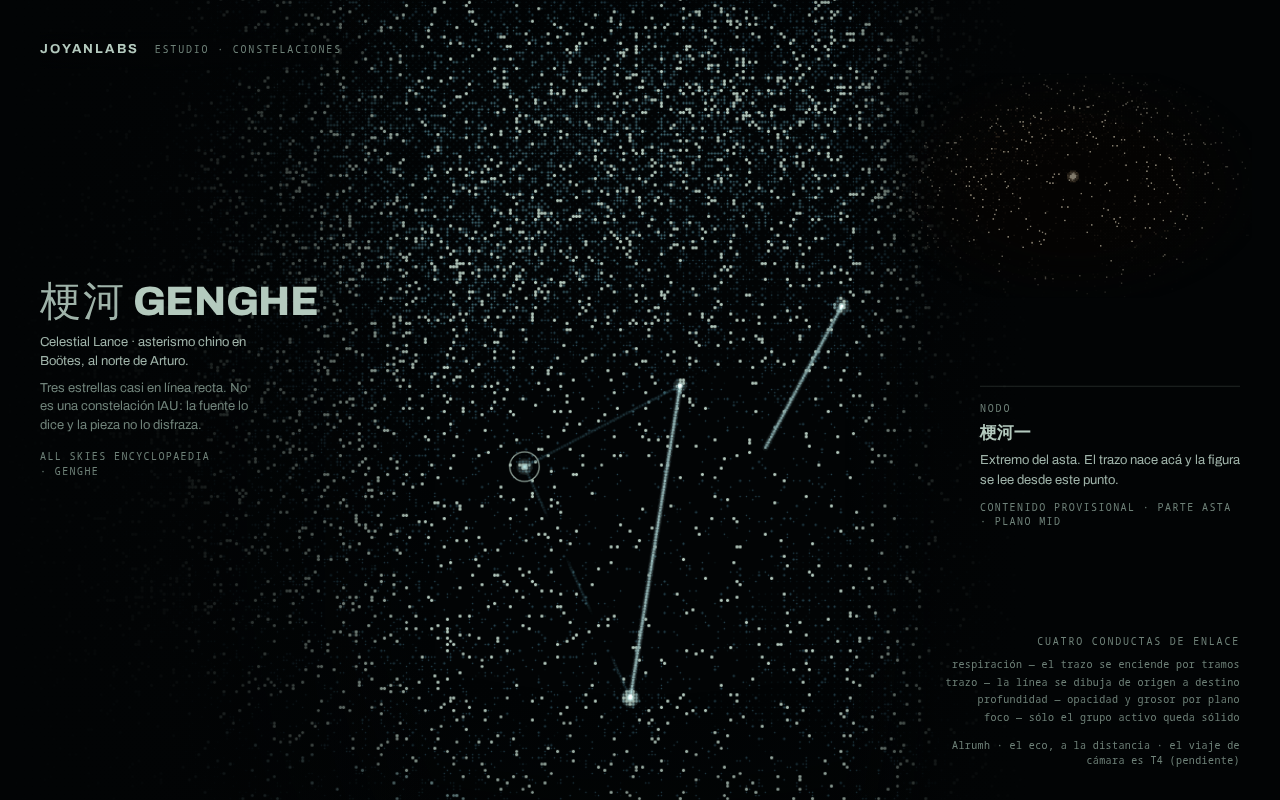 JOYANLABS ESTUDIO · CONSTELACIONES
梗河 GENGHE
Celestial Lance · asterismo chino en
Boötes, al norte de Arturo.
Tres estrellas casi en línea recta. No
es una constelación IAU: la fuente lo
dice y la pieza no lo disfraza.
ALL SKIES ENCYCLOPAEDIA
· GENGHE
NODO
梗河一
Extremo del asta. El trazo nace acá y la figura
se lee desde este punto.
CONTENIDO PROVISIONAL · PARTE ASTA
· PLANO MID
CUATRO CONDUCTAS DE ENLACE
respiración — el trazo se enciende por tramos
trazo — la línea se dibuja de origen a destino
profundidad — opacidad y grosor por plano
foco — sólo el grupo activo queda sólido
Alrumh · el eco, a la distancia · el viaje de
cámara es T4 (pendiente)